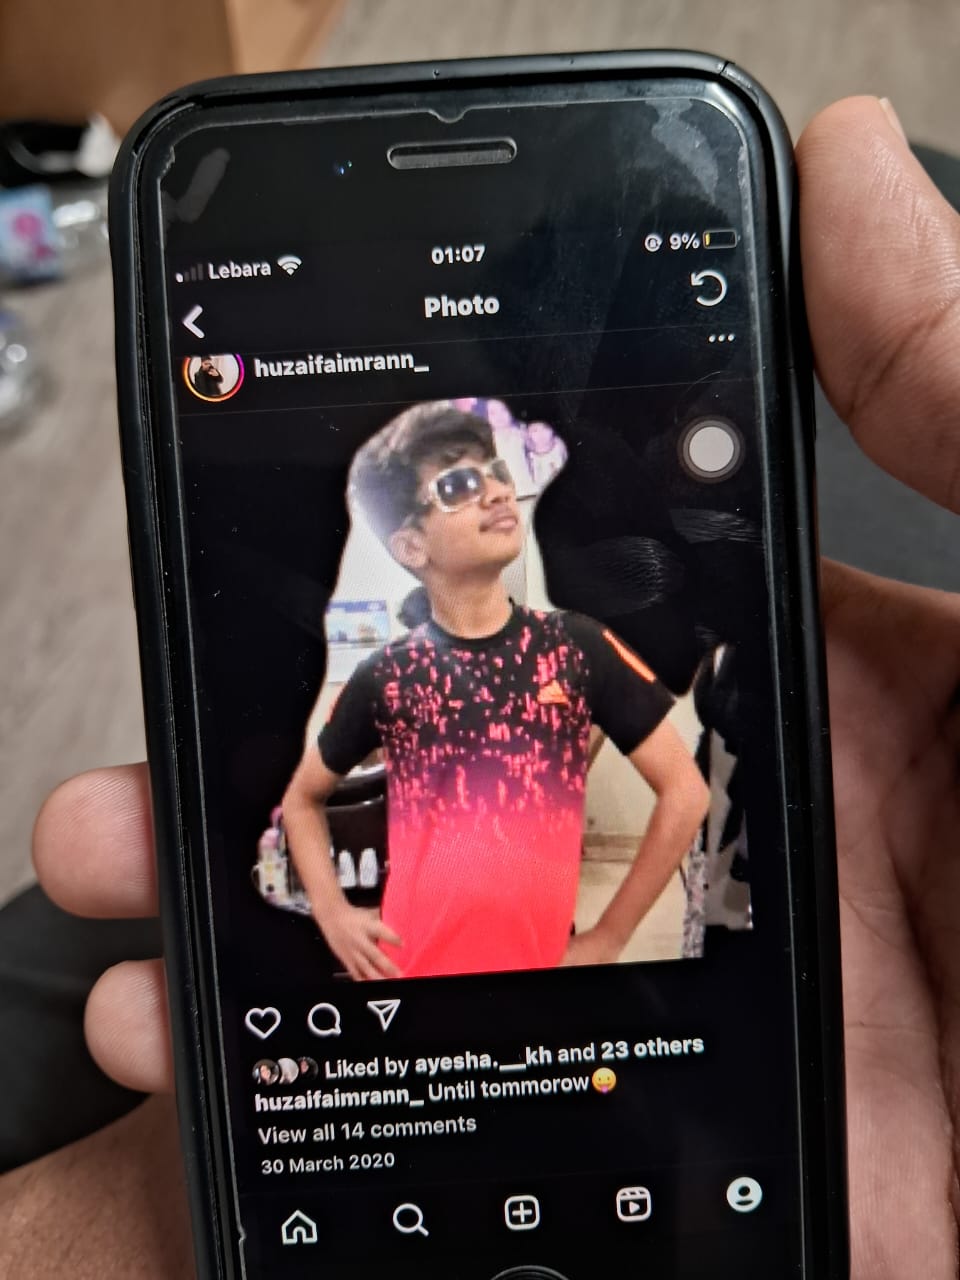 Lebara 01:07 9%
Photo
huzaifaimrann_
Liked by ayesha.__kh and 23 others
huzaifaimrann_ Until tommorow😛
View all 14 comments
30 March 2020